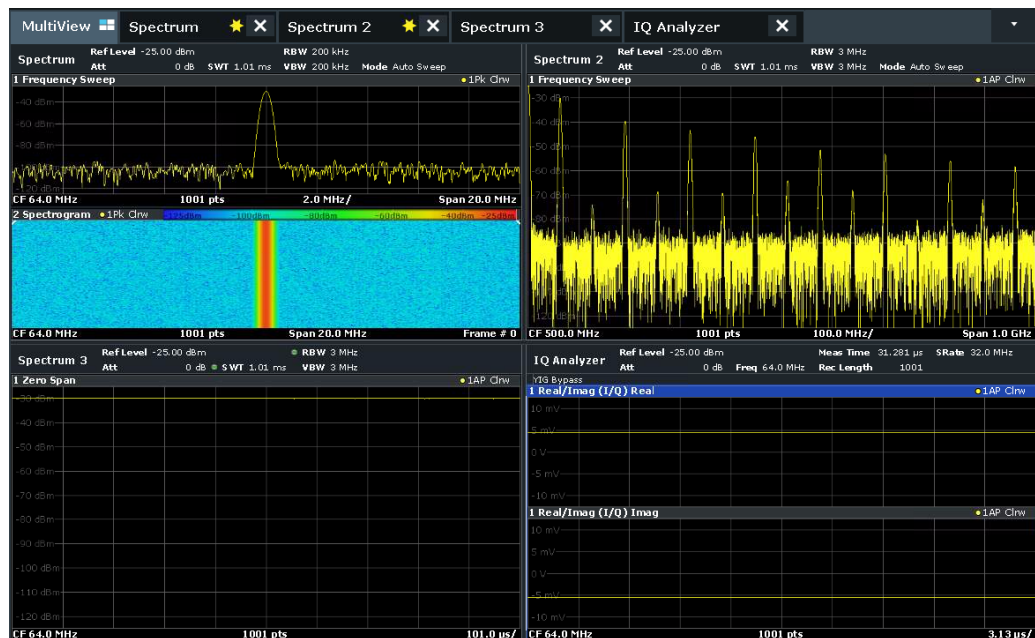 MultiView Spectrum Spectrum 2 Spectrum 3 IQ Analyzer
Spectrum Ref Level -25.00 dBm RBW 200 kHz
Att 0 dB SWT 1.01 ms VBW 200 kHz Mode Auto Sweep
1 Frequency Sweep 1Pk Clrw
-40 dBm
-60 dBm
-80 dBm
-100 dBm
-120 dBm
CF 64.0 MHz 1001 pts 2.0 MHz/ Span 20.0 MHz
2 Spectrogram 1Pk Clrw -125dBm -100dBm -80dBm -60dBm -40dBm -25dBm
CF 64.0 MHz 1001 pts Span 20.0 MHz Frame # 0
Spectrum 2 Ref Level -25.00 dBm RBW 3 MHz
Att 0 dB SWT 1.01 ms VBW 3 MHz Mode Auto Sweep
1 Frequency Sweep 1AP Clrw
-30 dBm
-40 dBm
-50 dBm
-60 dBm
-70 dBm
-80 dBm
CF 500.0 MHz 1001 pts 100.0 MHz/ Span 1.0 GHz
Spectrum 3 Ref Level -25.00 dBm RBW 3 MHz
Att 0 dB SWT 1.01 ms VBW 3 MHz
1 Zero Span 1AP Clrw
-30 dBm
-40 dBm
-50 dBm
-60 dBm
-70 dBm
-80 dBm
-90 dBm
-100 dBm
-110 dBm
-120 dBm
CF 64.0 MHz 1001 pts 101.0 µs/
IQ Analyzer Ref Level -25.00 dBm Meas Time 31.281 µs SRate 32.0 MHz
Att 0 dB Freq 64.0 MHz Rec Length 1001
YIG Bypass
1 Real/Imag (I/Q) Real 1AP Clrw
10 mV
5 mV
0 V
-5 mV
-10 mV
1 Real/Imag (I/Q) Imag 1AP Clrw
10 mV
5 mV
0 V
-5 mV
-10 mV
CF 64.0 MHz 1001 pts 3.13 µs/